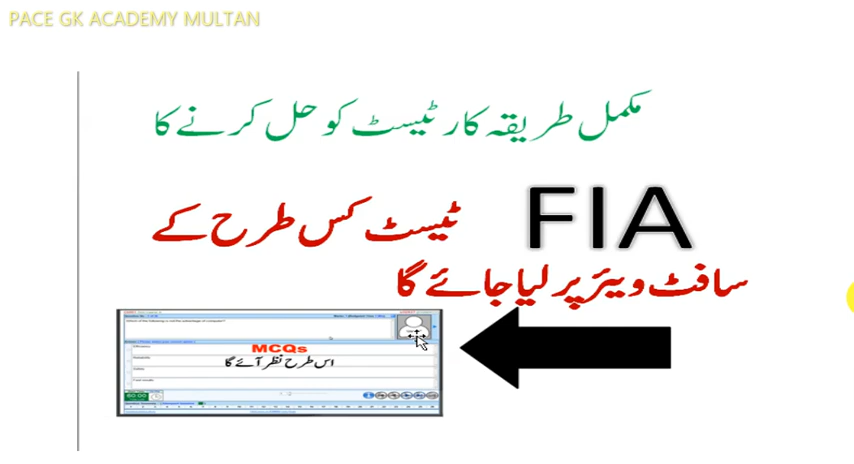 PACE GK ACADEMY MULTAN
مکمل طریقہ کار ٹیسٹ کو حل کرنے کا
FIA ٹیسٹ کس طرح کے
سافٹ ویئر پر لیا جائے گا
MCQs
اس طرح نظر آئے گا